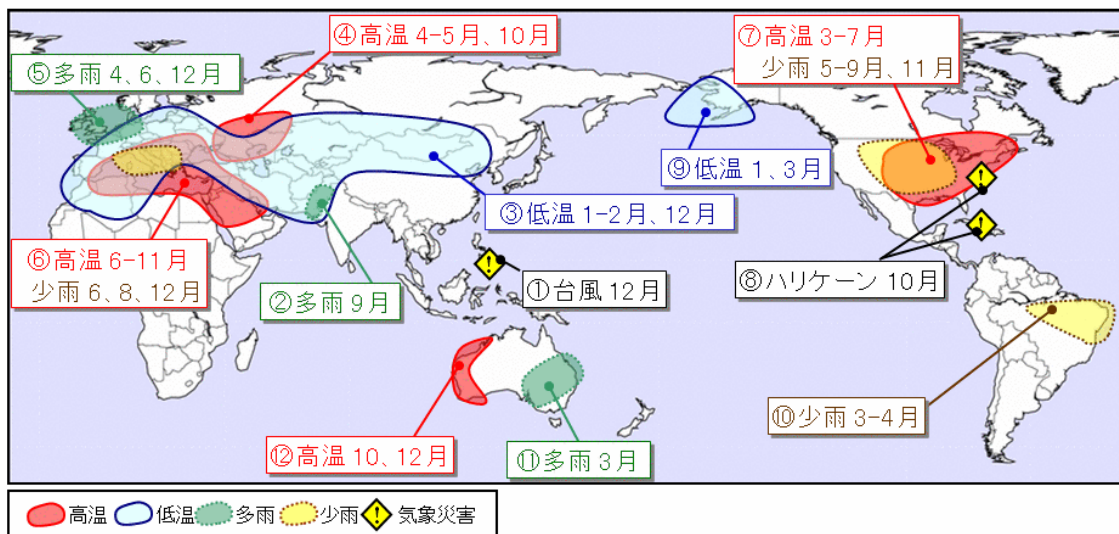 ④高温 4-5月、10月
⑦高温 3-7月
少雨 5-9月、11月
⑤多雨 4、6、12月
⑨低温 1、3月
③低温 1-2月、12月
⑥高温 6-11月
少雨 6、8、12月
②多雨 9月
①台風 12月
⑧ハリケーン 10月
⑩少雨 3-4月
⑫高温 10、12月
⑪多雨 3月
高温 低温 多雨 少雨 気象災害